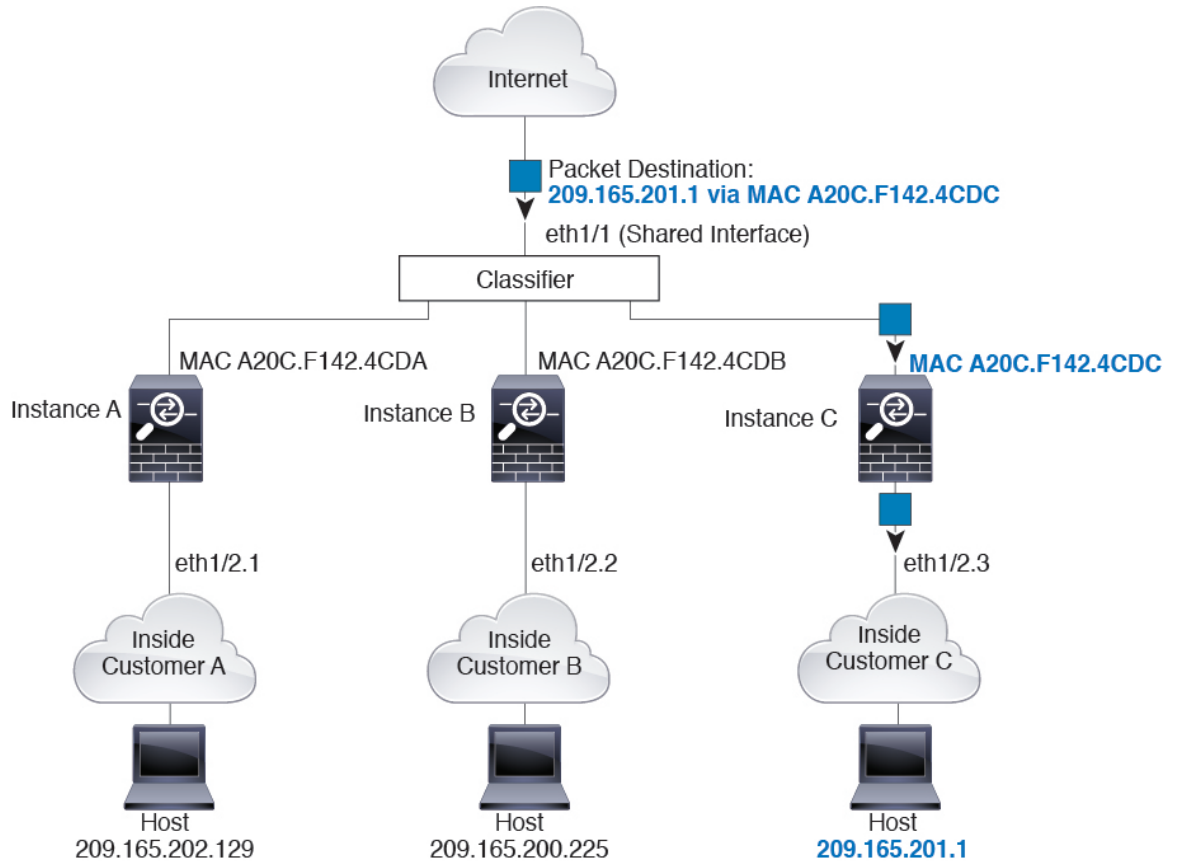 Internet
Packet Destination:
209.165.201.1 via MAC A20C.F142.4CDC
eth1/1 (Shared Interface)
Classifier
MAC A20C.F142.4CDA
MAC A20C.F142.4CDB
MAC A20C.F142.4CDC
Instance A
Instance B
Instance C
eth1/2.1
eth1/2.2
eth1/2.3
Inside
Customer A
Inside
Customer B
Inside
Customer C
Host
209.165.202.129
Host
209.165.200.225
Host
209.165.201.1